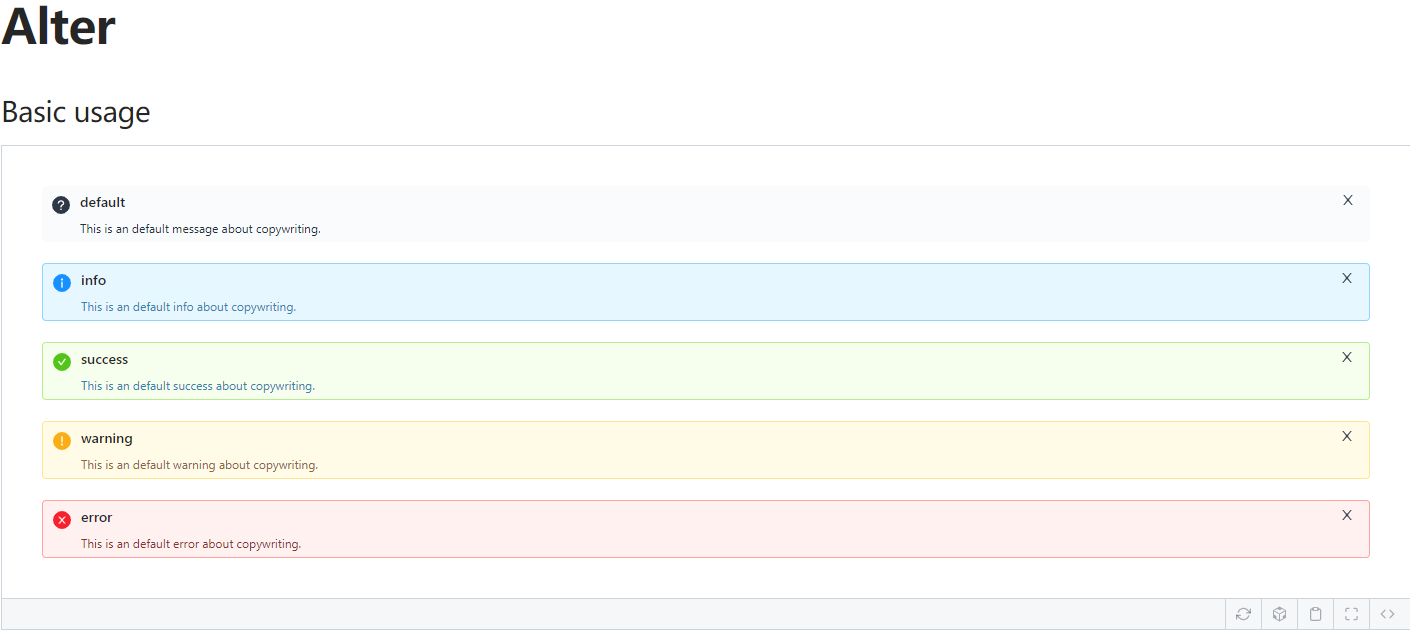 Alter
Basic usage
default
X
This is an default message about copywriting.
info
X
This is an default info about copywriting.
success
X
This is an default success about copywriting.
warning
X
This is an default warning about copywriting.
error
X
This is an default error about copywriting.